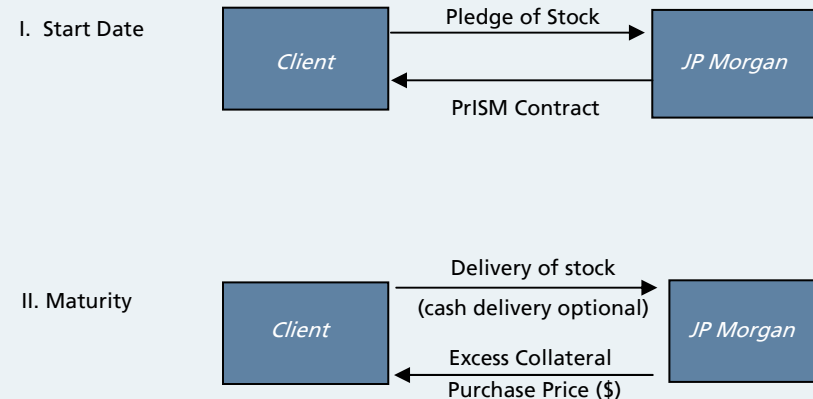 I. Start Date
Client
Pledge of Stock
JP Morgan
PrISM Contract
II. Maturity
Client
Delivery of stock
(cash delivery optional)
JP Morgan
Excess Collateral
Purchase Price ($)